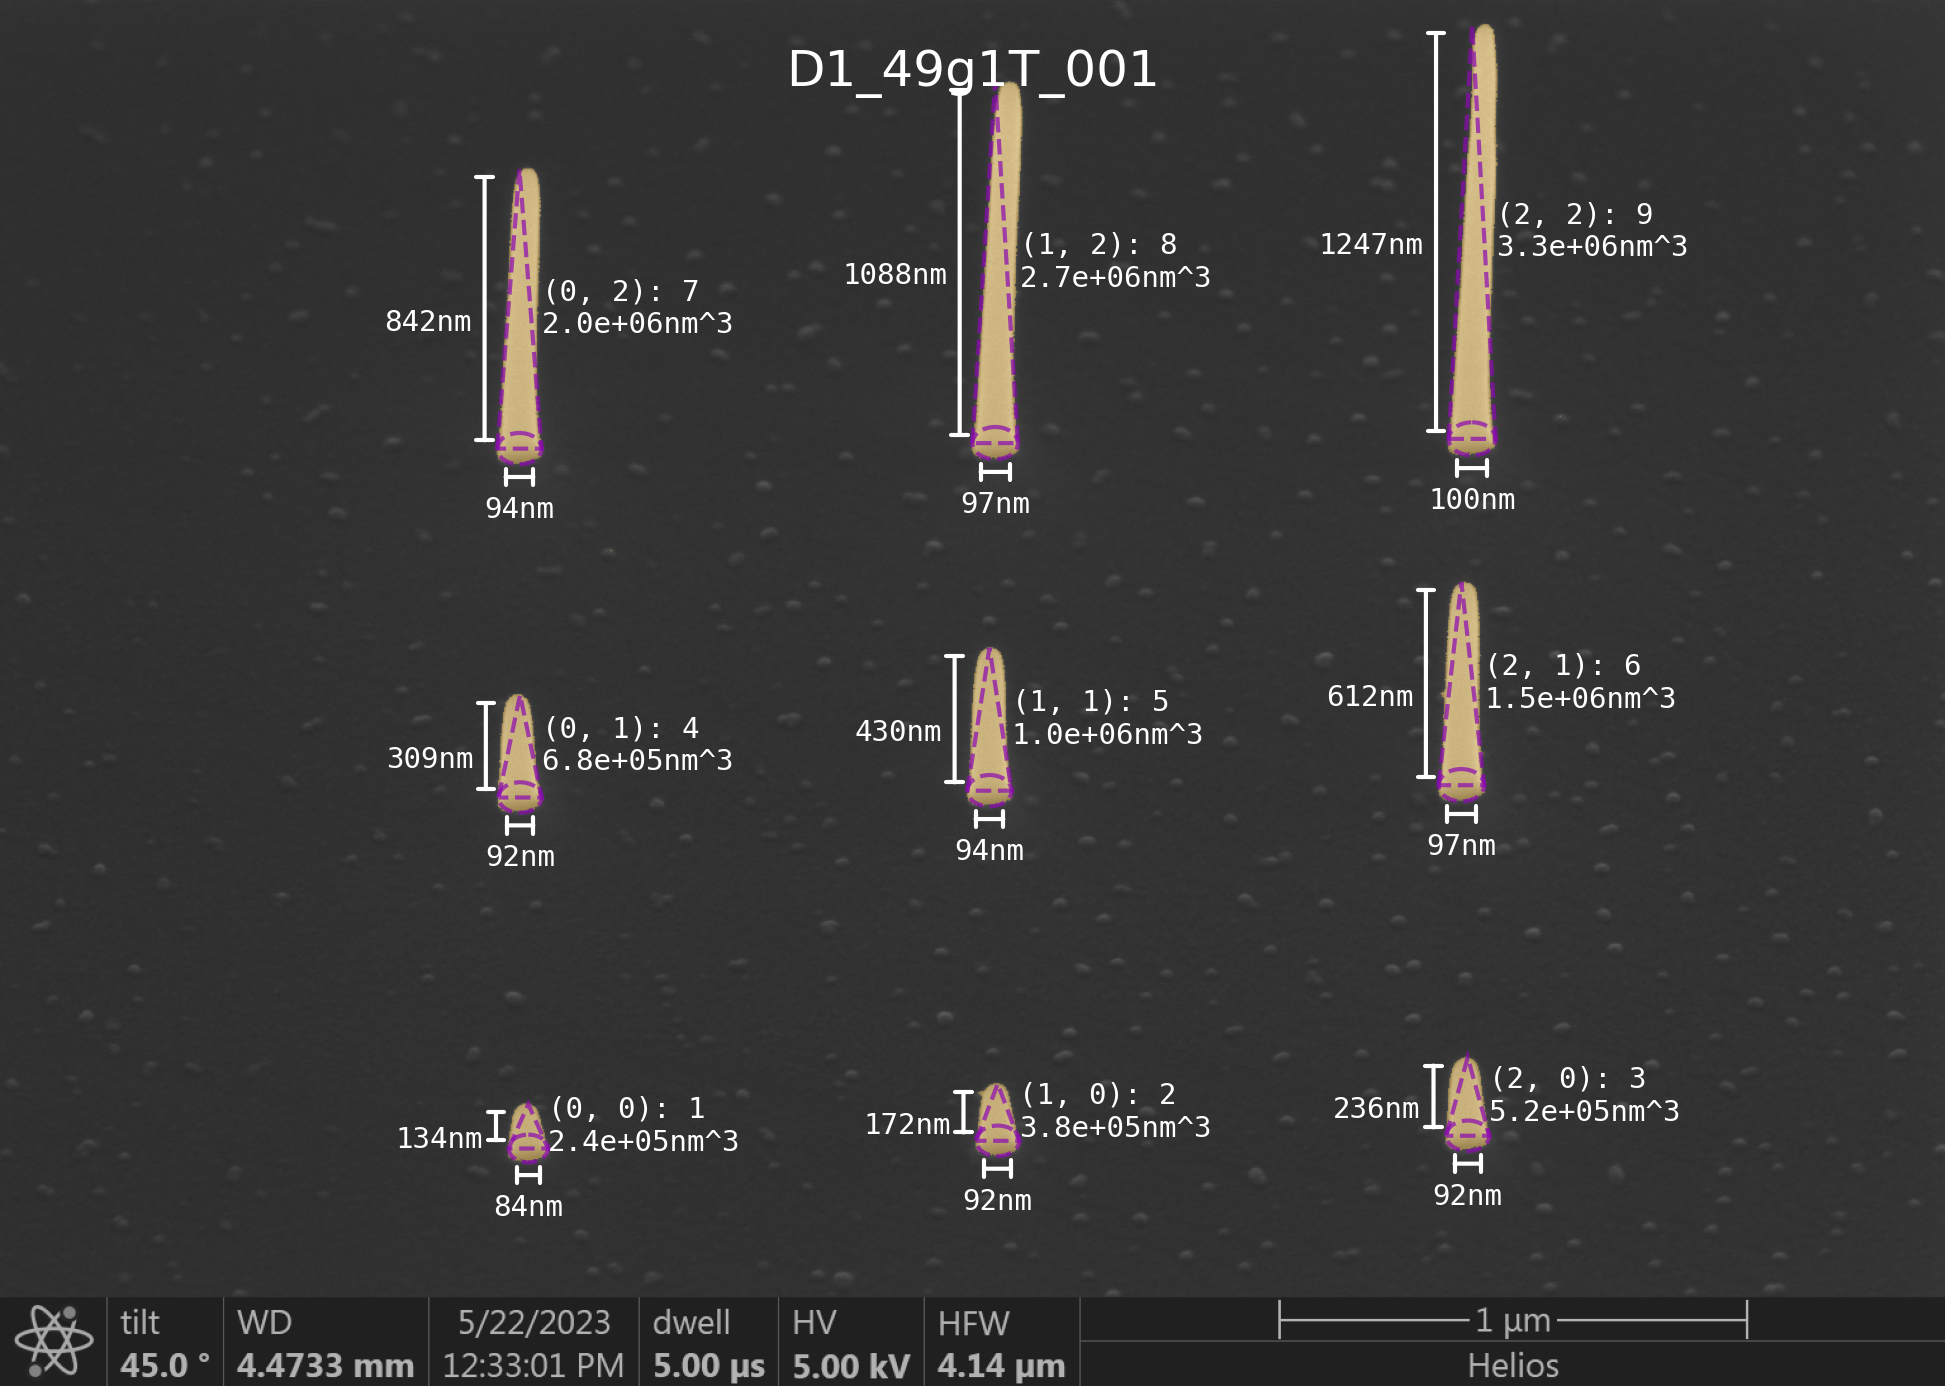 D1_49g1T_001
842nm
(0, 2): 7
2.0e+06nm^3
94nm
1088nm
(1, 2): 8
2.7e+06nm^3
97nm
1247nm
(2, 2): 9
3.3e+06nm^3
100nm
309nm
(0, 1): 4
6.8e+05nm^3
92nm
430nm
(1, 1): 5
1.0e+06nm^3
94nm
612nm
(2, 1): 6
1.5e+06nm^3
97nm
134nm
(0, 0): 1
2.4e+05nm^3
84nm
172nm
(1, 0): 2
3.8e+05nm^3
92nm
236nm
(2, 0): 3
5.2e+05nm^3
92nm
tilt
45.0 °
WD
4.4733 mm
5/22/2023
12:33:01 PM
dwell
5.00 µs
HV
5.00 kV
HFW
4.14 µm
1 µm
Helios